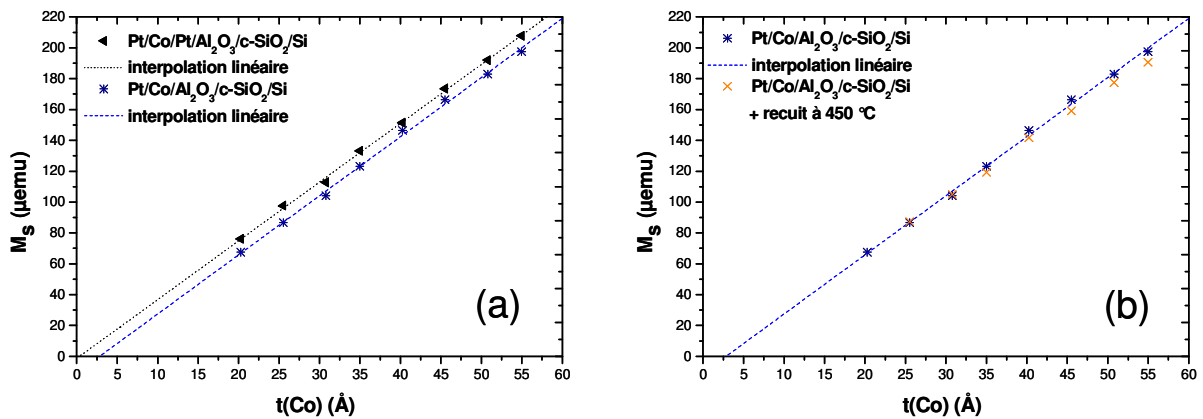 220
200
180
160
140
120
100
80
60
40
20
0
M_S (µemu)
Pt/Co/Pt/Al₂O₃/c-SiO₂/Si
interpolation linéaire
Pt/Co/Al₂O₃/c-SiO₂/Si
interpolation linéaire
(a)
0 5 10 15 20 25 30 35 40 45 50 55 60
t(Co) (Å)
220
200
180
160
140
120
100
80
60
40
20
0
M_S (µemu)
Pt/Co/Al₂O₃/c-SiO₂/Si
interpolation linéaire
Pt/Co/Al₂O₃/c-SiO₂/Si
+ recuit à 450 °C
(b)
0 5 10 15 20 25 30 35 40 45 50 55 60
t(Co) (Å)